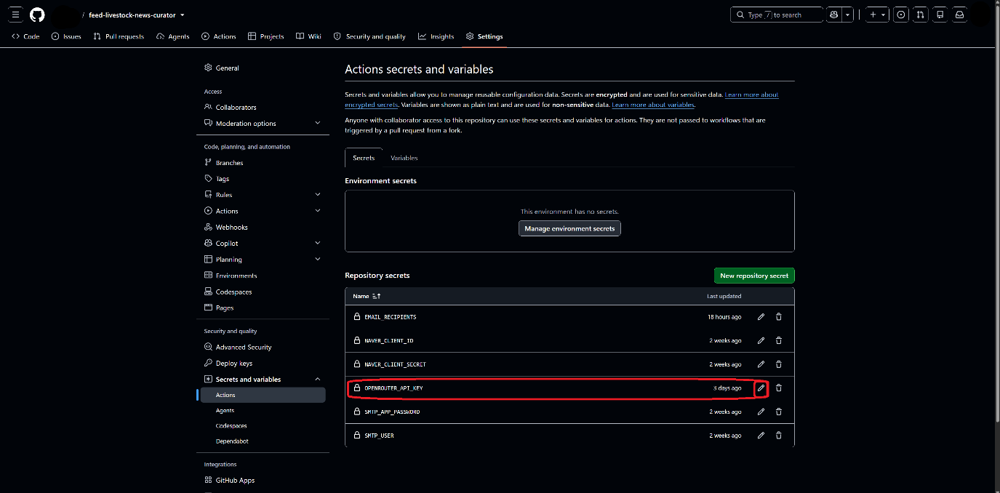 / feed-livestock-news-curator
Type / to search
Code
Issues
Pull requests
Agents
Actions
Projects
Wiki
Security and quality
Insights
Settings
General
Access
Collaborators
Moderation options
Code, planning, and automation
Branches
Tags
Rules
Actions
Webhooks
Copilot
Planning
Environments
Codespaces
Pages
Security and quality
Advanced Security
Deploy keys
Secrets and variables
Actions
Agents
Codespaces
Dependabot
Integrations
GitHub Apps
Actions secrets and variables
Secrets and variables allow you to manage reusable configuration data. Secrets are encrypted and are used for sensitive data. Learn more about
encrypted secrets. Variables are shown as plain text and are used for non-sensitive data. Learn more about variables.
Anyone with collaborator access to this repository can use these secrets and variables for actions. They are not passed to workflows that are
triggered by a pull request from a fork.
Secrets
Variables
Environment secrets
This environment has no secrets.
Manage environment secrets
Repository secrets
New repository secret
Name
Last updated
EMAIL_RECIPIENTS
18 hours ago
NAVER_CLIENT_ID
2 weeks ago
NAVER_CLIENT_SECRET
2 weeks ago
OPENROUTER_API_KEY
3 days ago
SMTP_APP_PASSWORD
2 weeks ago
SMTP_USER
2 weeks ago